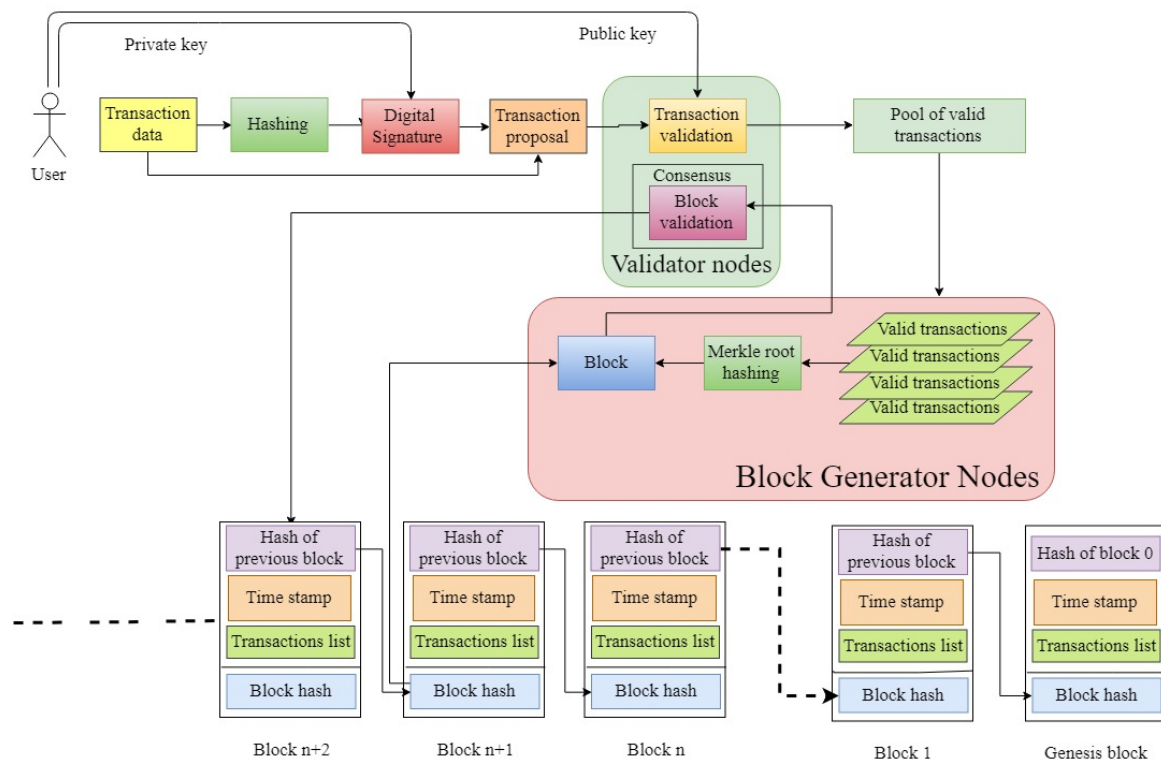 Private key
Public key
Transaction
data
Hashing
Digital
Signature
Transaction
proposal
Transaction
validation
Pool of valid
transactions
User
Consensus
Block
validation
Validator nodes
Valid transactions
Valid transactions
Valid transactions
Valid transactions
Merkle root
hashing
Block
Block Generator Nodes
Hash of
previous block
Time stamp
Transactions list
Block hash
Block n+2
Hash of
previous block
Time stamp
Transactions list
Block hash
Block n+1
Hash of
previous block
Time stamp
Transactions list
Block hash
Block n
Hash of
previous block
Time stamp
Transactions list
Block hash
Block 1
Hash of block 0
Time stamp
Transactions list
Block hash
Genesis block